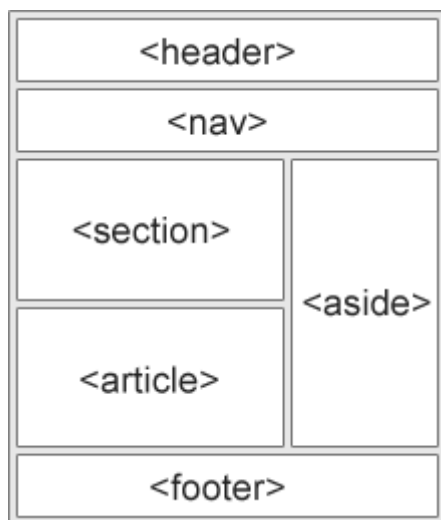 <header>
<nav>
<section>
<aside>
<article>
<footer>